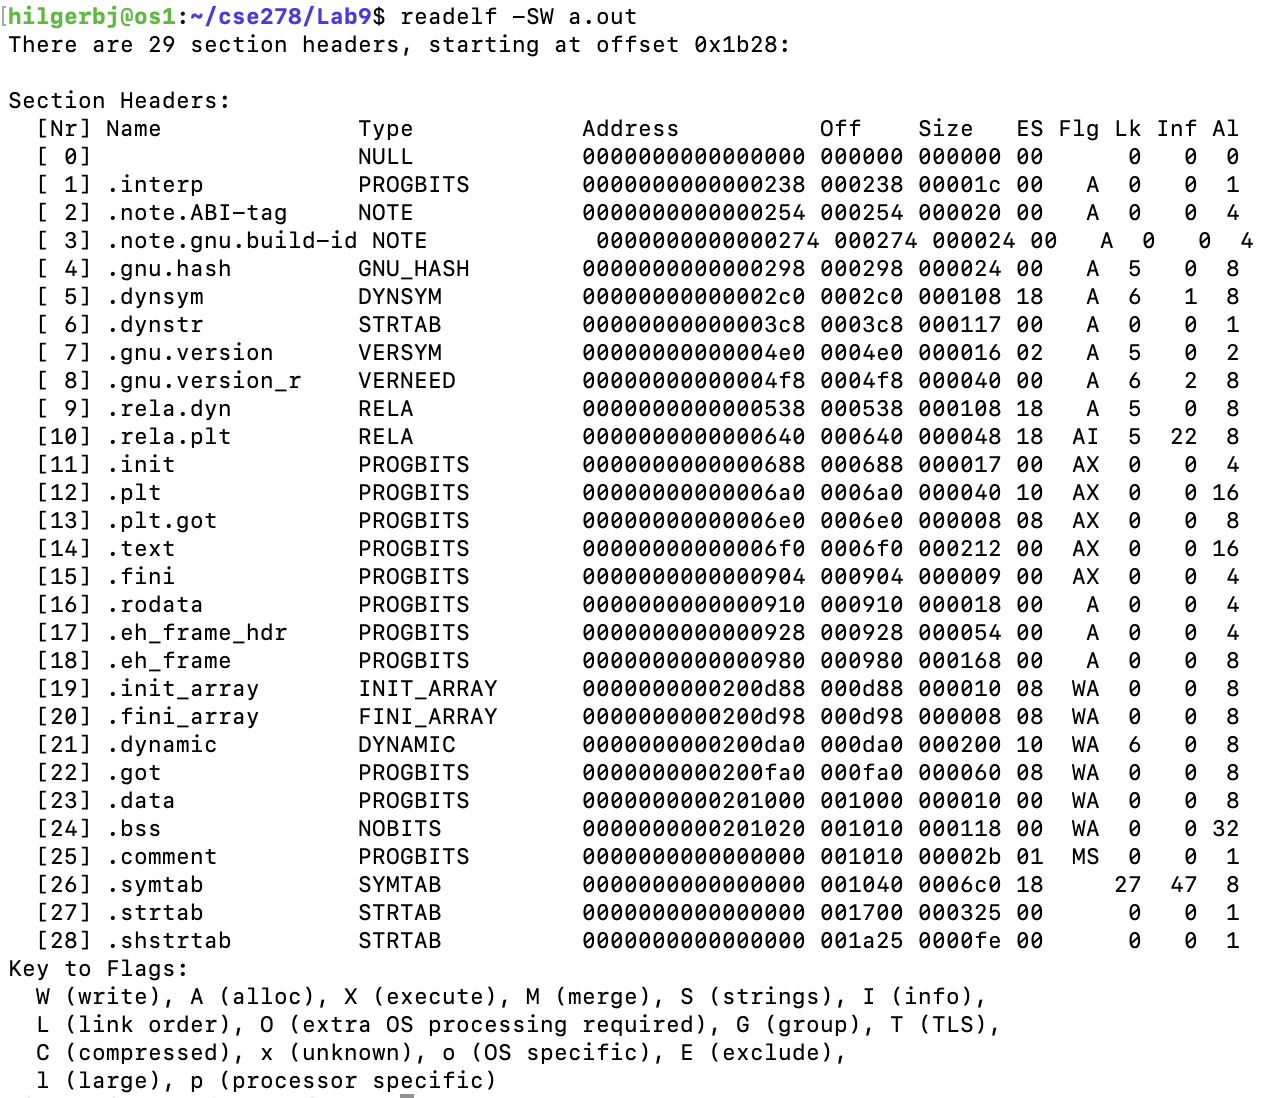 hilgerbj@os1:~/cse278/Lab9$ readelf -SW a.out
There are 29 section headers, starting at offset 0x1b28:

Section Headers:
  [Nr] Name              Type            Address          Off    Size   ES Flg Lk Inf Al
  [ 0]                   NULL            0000000000000000 000000 000000 00      0   0  0
  [ 1] .interp           PROGBITS        0000000000000238 000238 00001c 00   A  0   0  1
  [ 2] .note.ABI-tag     NOTE            0000000000000254 000254 000020 00   A  0   0  4
  [ 3] .note.gnu.build-id NOTE            0000000000000274 000274 000024 00   A  0   0  4
  [ 4] .gnu.hash         GNU_HASH        0000000000000298 000298 000024 00   A  5   0  8
  [ 5] .dynsym           DYNSYM          00000000000002c0 0002c0 000108 18   A  6   1  8
  [ 6] .dynstr           STRTAB          00000000000003c8 0003c8 000117 00   A  0   0  1
  [ 7] .gnu.version      VERSYM          00000000000004e0 0004e0 000016 02   A  5   0  2
  [ 8] .gnu.version_r    VERNEED         00000000000004f8 0004f8 000040 00   A  6   2  8
  [ 9] .rela.dyn         RELA            0000000000000538 000538 000108 18   A  5   0  8
  [10] .rela.plt         RELA            0000000000000640 000640 000048 18  AI  5  22  8
  [11] .init             PROGBITS        0000000000000688 000688 000017 00  AX  0   0  4
  [12] .plt              PROGBITS        00000000000006a0 0006a0 000040 10  AX  0   0 16
  [13] .plt.got          PROGBITS        00000000000006e0 0006e0 000008 08  AX  0   0  8
  [14] .text             PROGBITS        00000000000006f0 0006f0 000212 00  AX  0   0 16
  [15] .fini             PROGBITS        0000000000000904 000904 000009 00  AX  0   0  4
  [16] .rodata           PROGBITS        0000000000000910 000910 000018 00   A  0   0  4
  [17] .eh_frame_hdr     PROGBITS        0000000000000928 000928 000054 00   A  0   0  4
  [18] .eh_frame         PROGBITS        0000000000000980 000980 000168 00   A  0   0  8
  [19] .init_array       INIT_ARRAY      0000000000200d88 000d88 000010 08  WA  0   0  8
  [20] .fini_array       FINI_ARRAY      0000000000200d98 000d98 000008 08  WA  0   0  8
  [21] .dynamic          DYNAMIC         0000000000200da0 000da0 000200 10  WA  6   0  8
  [22] .got              PROGBITS        0000000000200fa0 000fa0 000060 08  WA  0   0  8
  [23] .data             PROGBITS        0000000000201000 001000 000010 00  WA  0   0  8
  [24] .bss              NOBITS          0000000000201020 001010 000118 00  WA  0   0 32
  [25] .comment          PROGBITS        0000000000000000 001010 00002b 01  MS  0   0  1
  [26] .symtab           SYMTAB          0000000000000000 001040 0006c0 18     27  47  8
  [27] .strtab           STRTAB          0000000000000000 001700 000325 00      0   0  1
  [28] .shstrtab         STRTAB          0000000000000000 001a25 0000fe 00      0   0  1
Key to Flags:
  W (write), A (alloc), X (execute), M (merge), S (strings), I (info),
  L (link order), O (extra OS processing required), G (group), T (TLS),
  C (compressed), x (unknown), o (OS specific), E (exclude),
  l (large), p (processor specific)